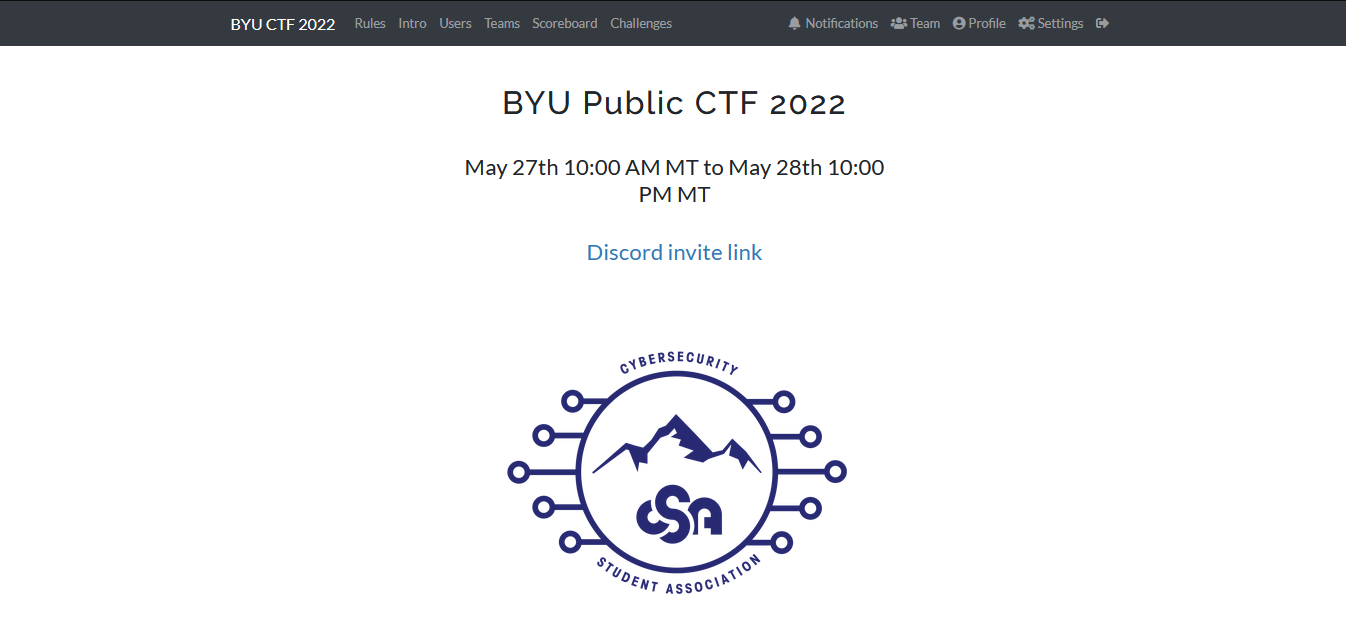 BYU CTF 2022 Rules Intro Users Teams Scoreboard Challenges Notifications Team Profile Settings
BYU Public CTF 2022
May 27th 10:00 AM MT to May 28th 10:00
PM MT
Discord invite link
CYBERSECURITY
CSA
STUDENT ASSOCIATION